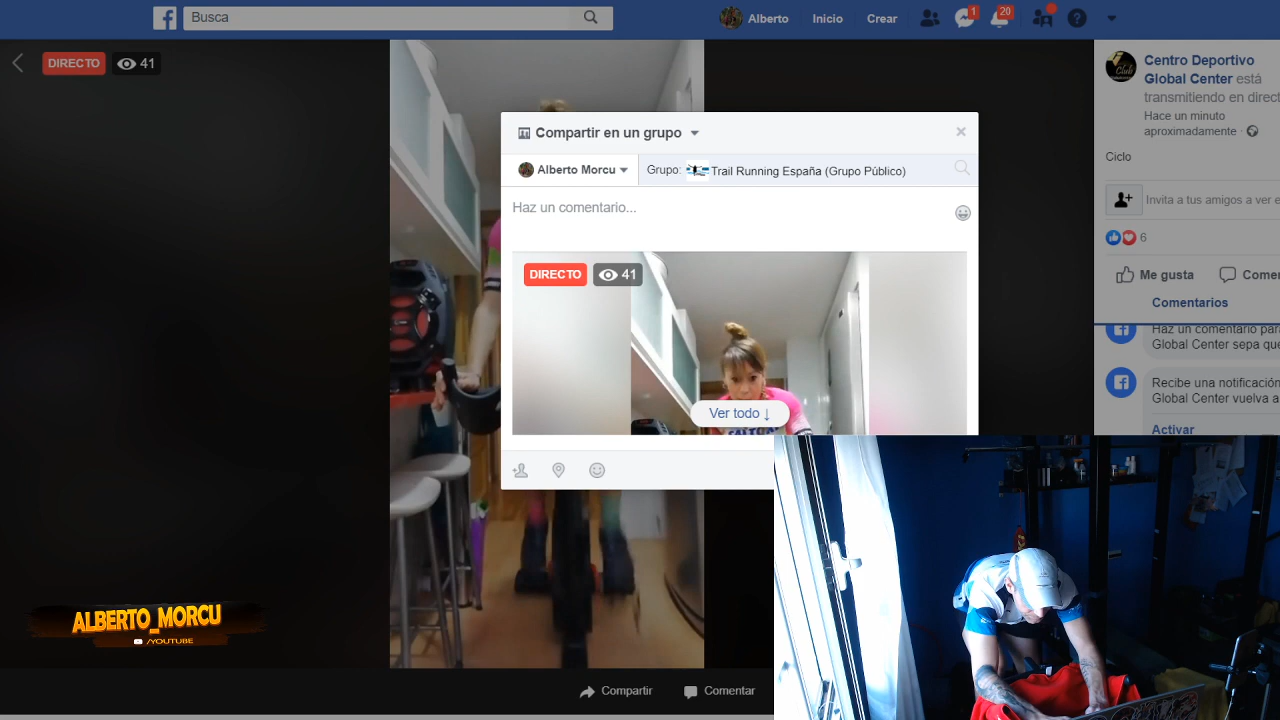 Busca
Alberto
Inicio
Crear
1
20
DIRECTO
41
Compartir en un grupo
Alberto Morcu
Grupo:
Trail Running España (Grupo Público)
Haz un comentario...
DIRECTO
41
Ver todo ↓
Centro Deportivo
Global Center está
transmitiendo en direct
Hace un minuto
aproximadamente ·
Ciclo
Invita a tus amigos a ver e
6
Me gusta
Comen
Comentarios
Haz un comentario para
Global Center sepa que
Recibe una notificación
Global Center vuelva a
Activar
ALBERTO_MORCU
/YOUTUBE
Compartir
Comentar